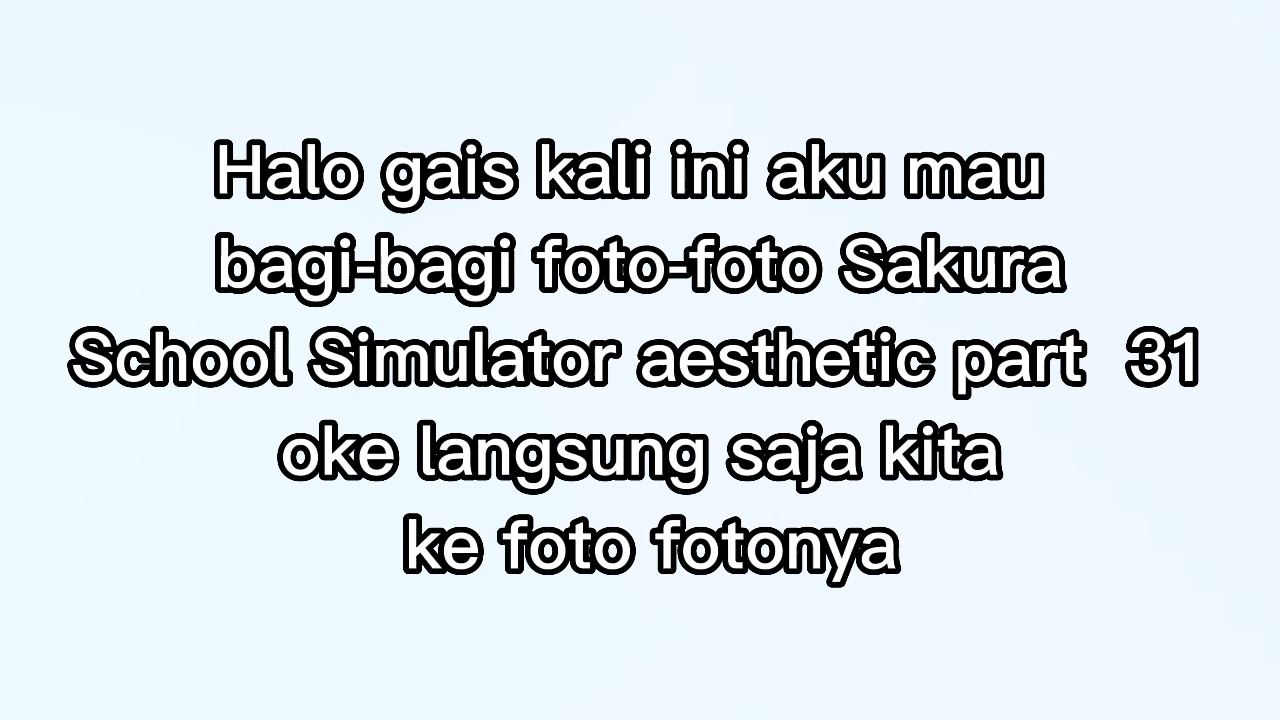 Halo gais kali ini aku mau
bagi-bagi foto-foto Sakura
School Simulator aesthetic part  31
oke langsung saja kita
ke foto fotonya